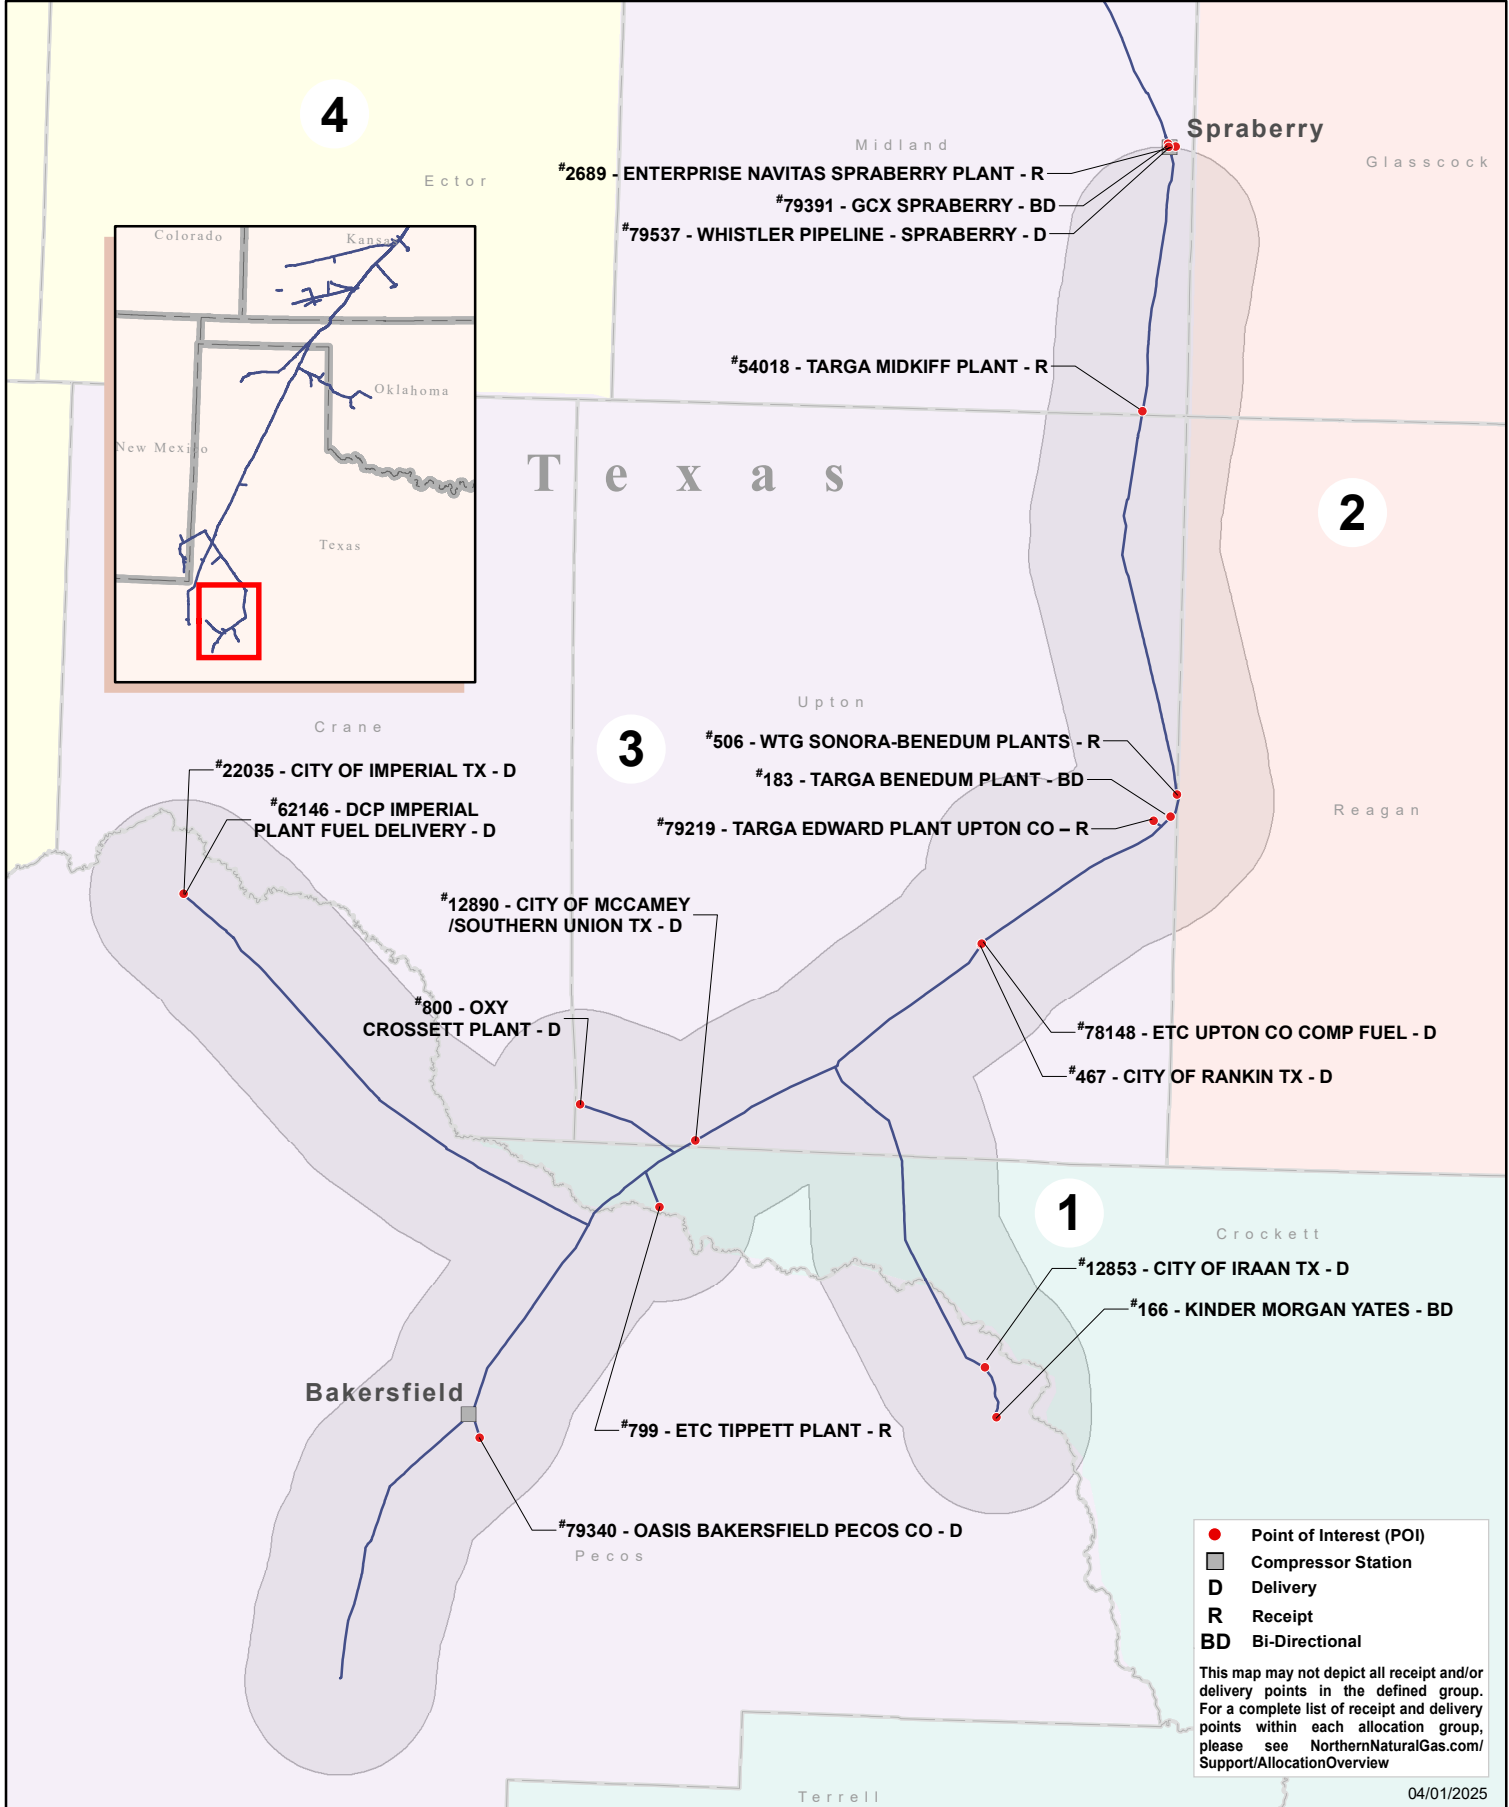 4
Spraberry
Midland
Glasscock
Ector
#2689 - ENTERPRISE NAVITAS SPRABERRY PLANT - R
#79391 - GCX SPRABERRY - BD
#79537 - WHISTLER PIPELINE - SPRABERRY - D
Colorado
Kansas
Oklahoma
New Mexico
Texas
#54018 - TARGA MIDKIFF PLANT - R
Texas
2
Upton
Crane
3
#506 - WTG SONORA-BENEDUM PLANTS - R
#22035 - CITY OF IMPERIAL TX - D
#183 - TARGA BENEDUM PLANT - BD
#62146 - DCP IMPERIAL
PLANT FUEL DELIVERY - D
#79219 - TARGA EDWARD PLANT UPTON CO – R
Reagan
#12890 - CITY OF MCCAMEY
/SOUTHERN UNION TX - D
#800 - OXY
CROSSETT PLANT - D
#78148 - ETC UPTON CO COMP FUEL - D
#467 - CITY OF RANKIN TX - D
1
Crockett
#12853 - CITY OF IRAAN TX - D
#166 - KINDER MORGAN YATES - BD
Bakersfield
#799 - ETC TIPPETT PLANT - R
#79340 - OASIS BAKERSFIELD PECOS CO - D
Pecos
Point of Interest (POI)
Compressor Station
D Delivery
R Receipt
BD Bi-Directional
This map may not depict all receipt and/or
delivery points in the defined group.
For a complete list of receipt and delivery
points within each allocation group,
please see NorthernNaturalGas.com/
Support/AllocationOverview
Terrell
04/01/2025